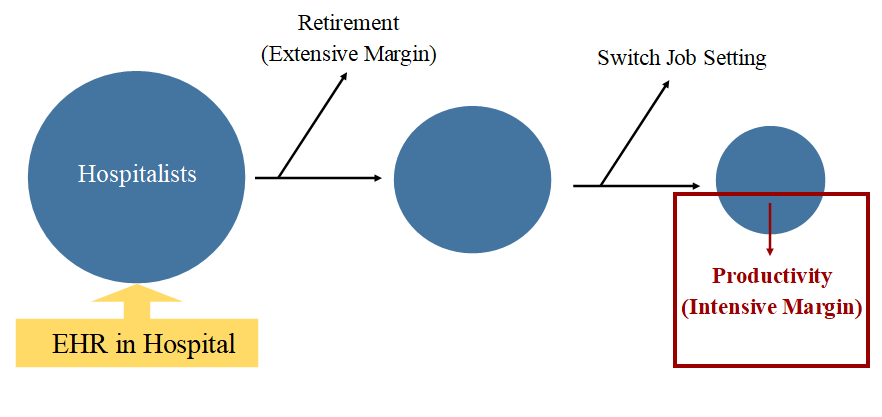 Retirement
(Extensive Margin)
Switch Job Setting
Hospitalists
Productivity
(Intensive Margin)
EHR in Hospital